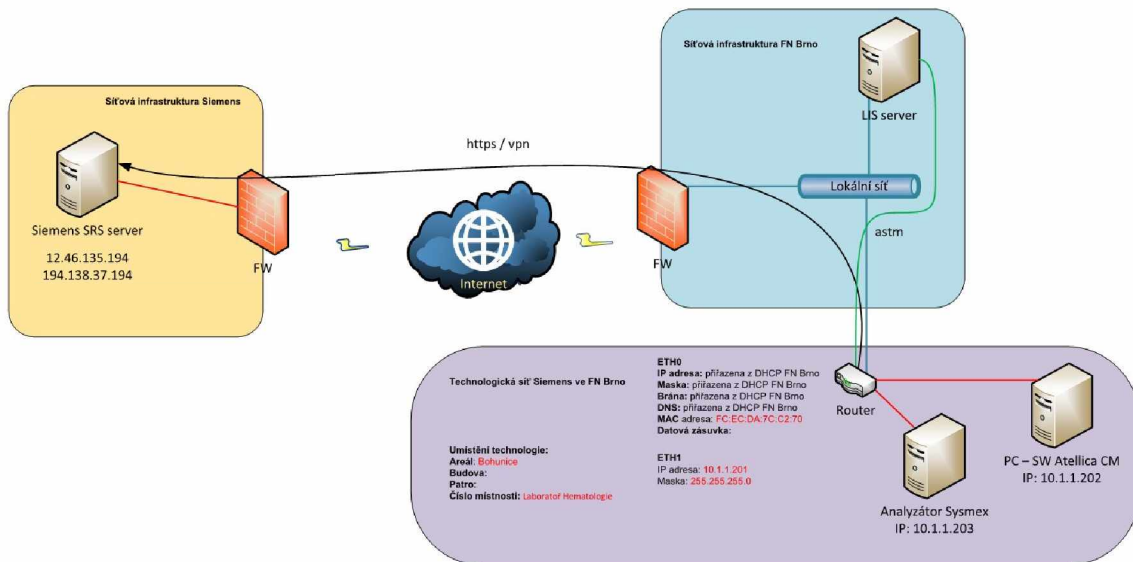 Síťová infrastruktura Siemens
Siemens SRS server
12.46.135.194
194.138.37.194
FW
https / vpn
Internet
Síťová infrastruktura FN Brno
LIS server
Lokální síť
astm
FW
Technologická síť Siemens ve FN Brno
Umístění technologie:
Areál: Bohunice
Budova:
Patro:
Číslo místnosti: Laboratoř Hematologie
ETH0
IP adresa: přiřazena z DHCP FN Brno
Maska: přiřazena z DHCP FN Brno
Brána: přiřazena z DHCP FN Brno
DNS: přiřazena z DHCP FN Brno
MAC adresa: FC:EC:DA:7C:C2:70
Datová zásuvka:
ETH1
IP adresa: 10.1.1.201
Maska: 255.255.255.0
Router
PC – SW Atellica CM
IP: 10.1.1.202
Analyzátor Sysmex
IP: 10.1.1.203